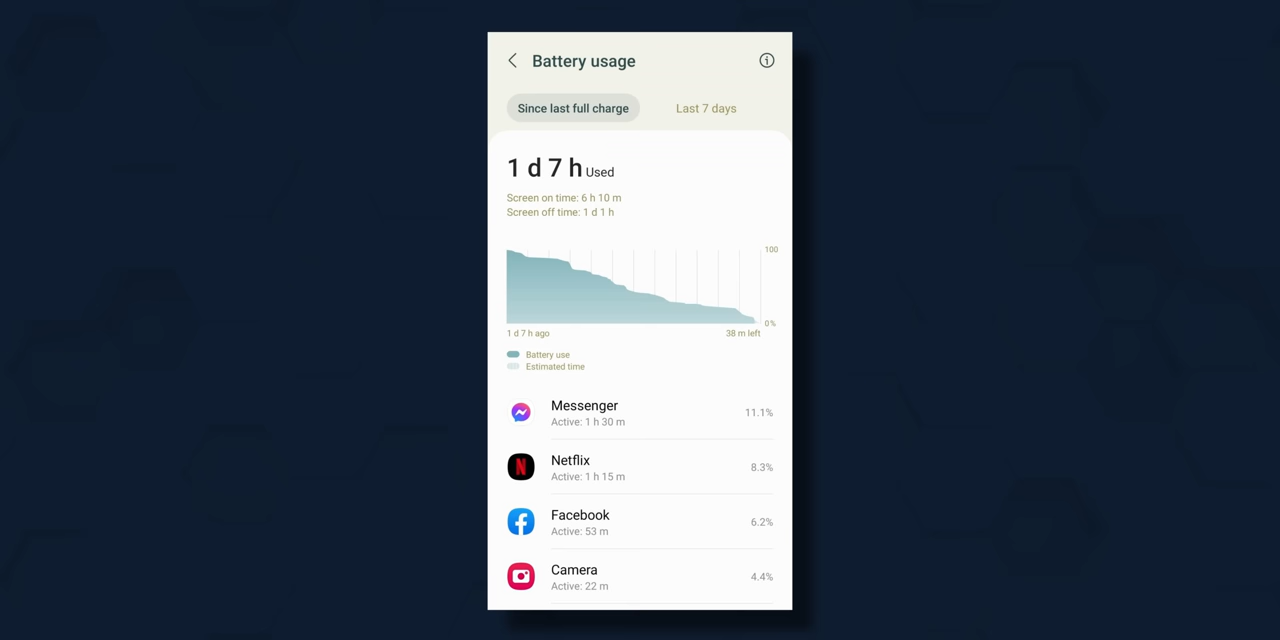 Battery usage
Since last full charge
Last 7 days
1 d 7 h Used
Screen on time: 6 h 10 m
Screen off time: 1 d 1 h
100
0%
1 d 7 h ago
38 m left
Battery use
Estimated time
Messenger
11.1%
Active: 1 h 30 m
Netflix
8.3%
Active: 1 h 15 m
Facebook
6.2%
Active: 53 m
Camera
4.4%
Active: 22 m